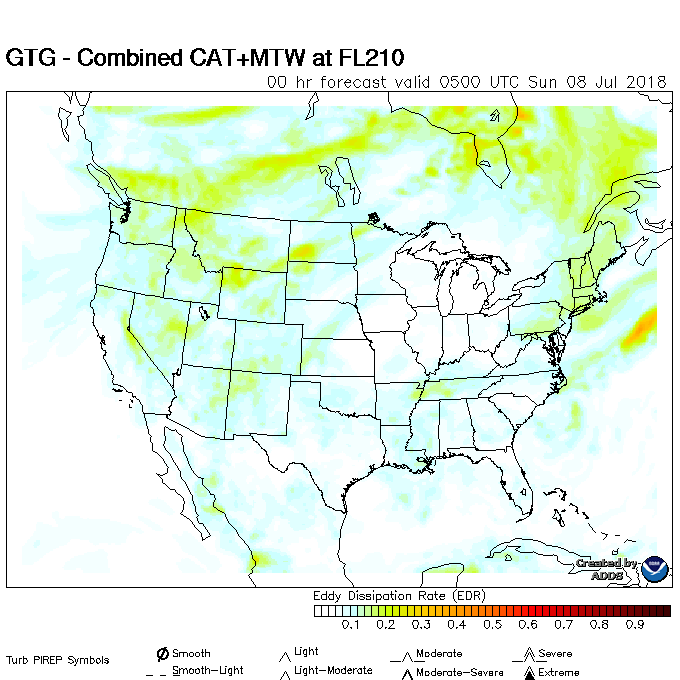 GTG - Combined CAT+MTW at FL210
00 hr forecast valid 0500 UTC Sun 08 Jul 2018
Created by
ADDS
Eddy Dissipation Rate (EDR)
0.1 0.2 0.3 0.4 0.5 0.6 0.7 0.8 0.9
Turb PIREP Symbols
Smooth Light Moderate Severe
Smooth-Light Light-Moderate Moderate-Severe Extreme